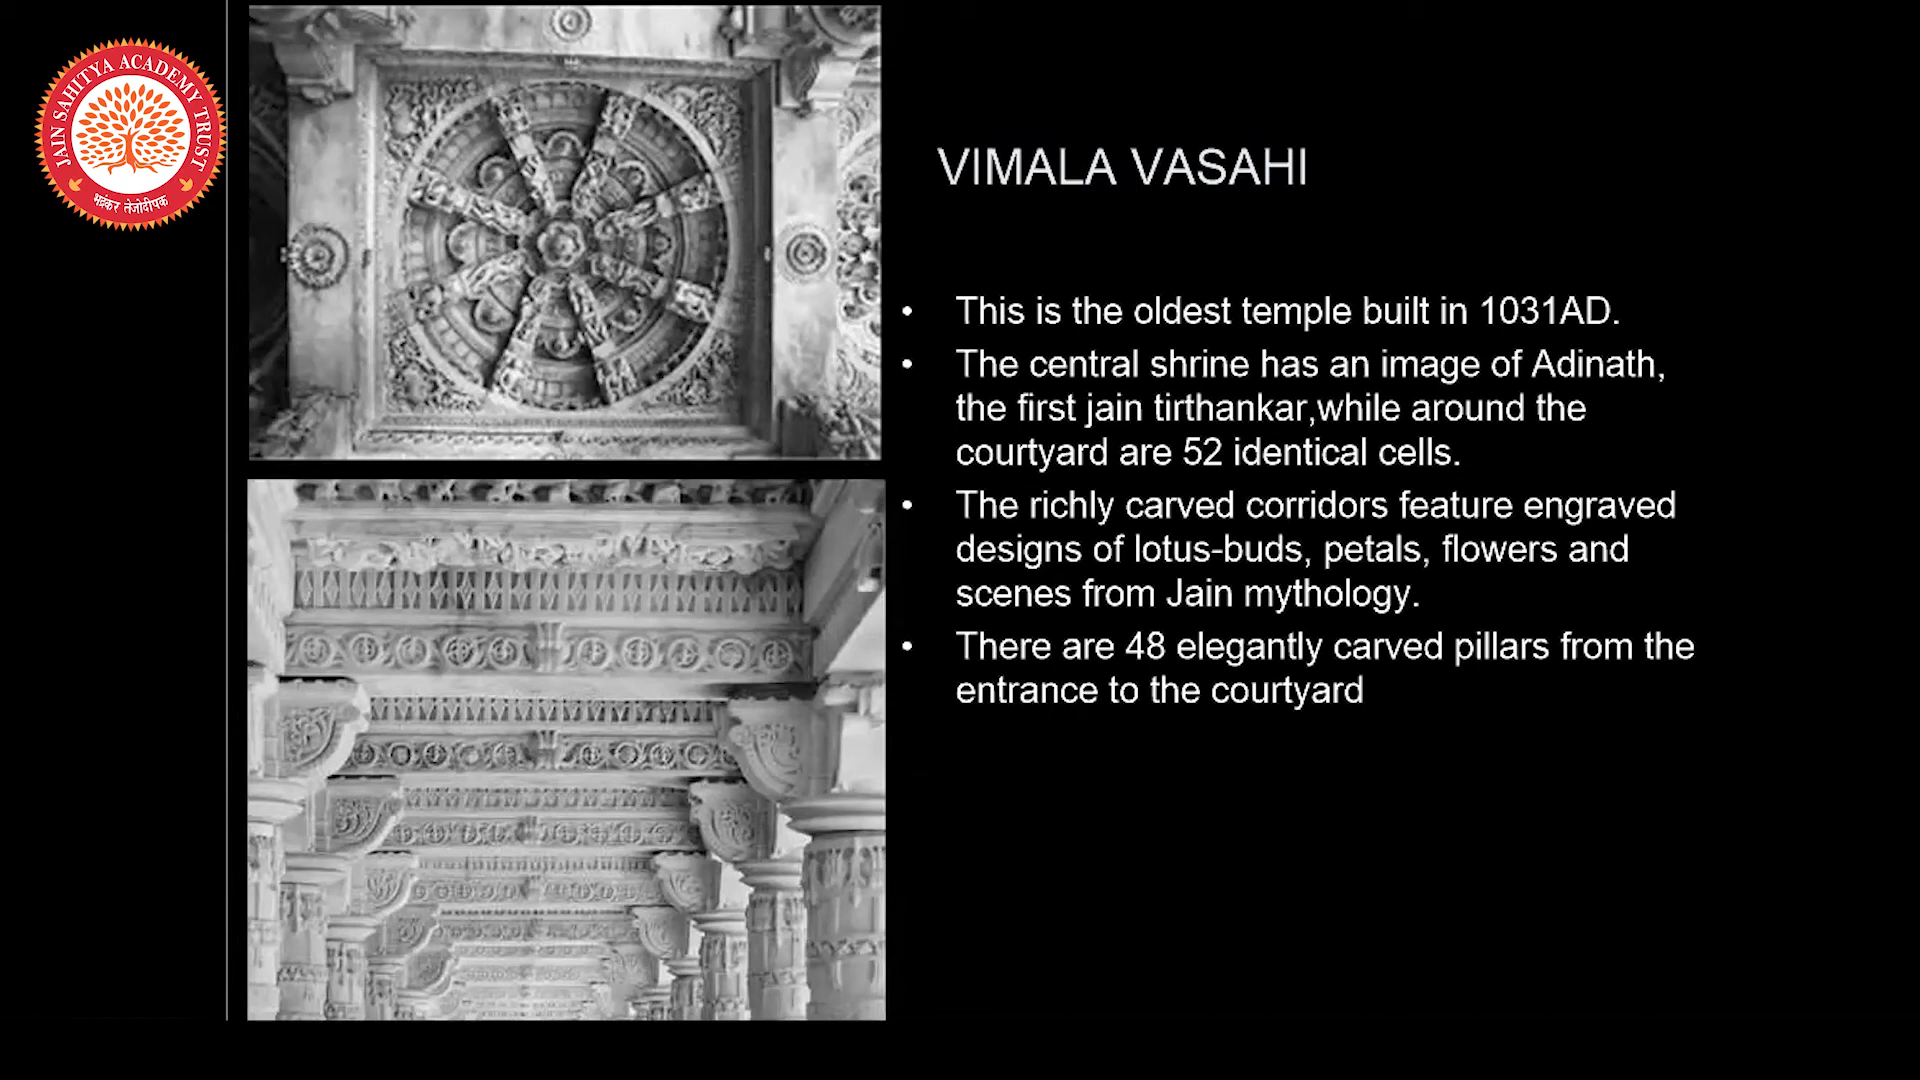 JAIN SAHITYA ACADEMY TRUST
भद्रंकर तेजोदीपक
VIMALA VASAHI
• This is the oldest temple built in 1031AD.
• The central shrine has an image of Adinath,
the first jain tirthankar,while around the
courtyard are 52 identical cells.
• The richly carved corridors feature engraved
designs of lotus-buds, petals, flowers and
scenes from Jain mythology.
• There are 48 elegantly carved pillars from the
entrance to the courtyard